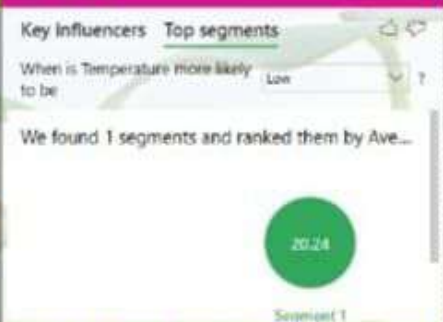 Key Influencers Top segments
When is Temperature more likely
to be
Low
?
We found 1 segments and ranked them by Ave...
20.24
Segment 1